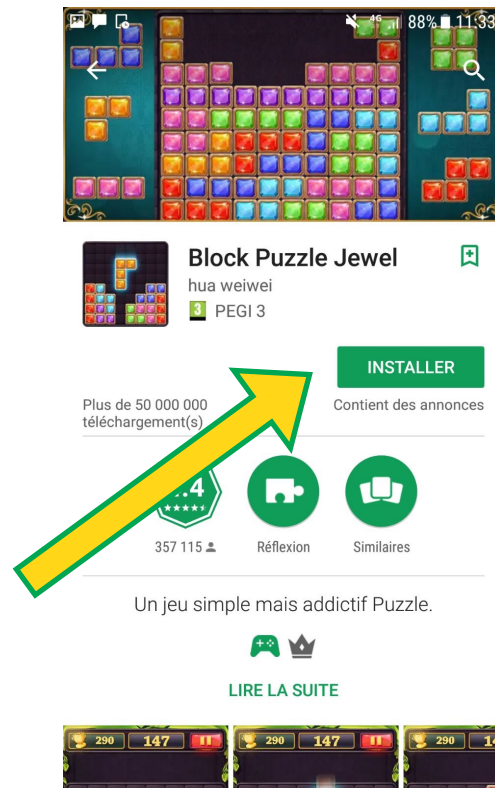 4G 88% 11:33
Block Puzzle Jewel
hua weiwei
3 PEGI 3
INSTALLER
Plus de 50 000 000
téléchargement(s)
Contient des annonces
.4
357 115
Réflexion
Similaires
Un jeu simple mais addictif Puzzle.
LIRE LA SUITE
290 147
290 147
290